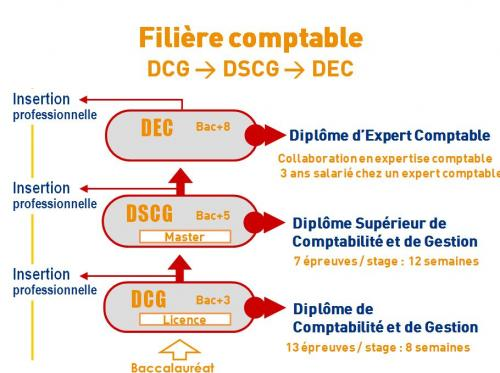 Filière comptable
DCG → DSCG → DEC
Insertion
professionnelle
DEC Bac+8
Diplôme d'Expert Comptable
Collaboration en expertise comptable
3 ans salarié chez un expert comptable
Insertion
professionnelle
DSCG Bac+5
Master
Diplôme Supérieur de
Comptabilité et de Gestion
7 épreuves / stage : 12 semaines
Insertion
professionnelle
DCG Bac+3
Licence
Diplôme de
Comptabilité et de Gestion
13 épreuves / stage : 8 semaines
Baccalauréat